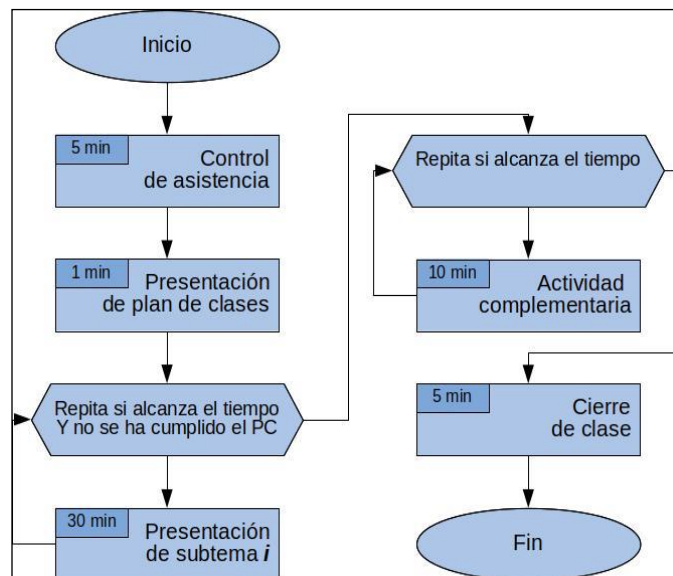 Inicio
5 min
Control
de asistencia
1 min
Presentación
de plan de clases
Repita si alcanza el tiempo
Y no se ha cumplido el PC
30 min
Presentación
de subtema i
Repita si alcanza el tiempo
10 min
Actividad
complementaria
5 min
Cierre
de clase
Fin